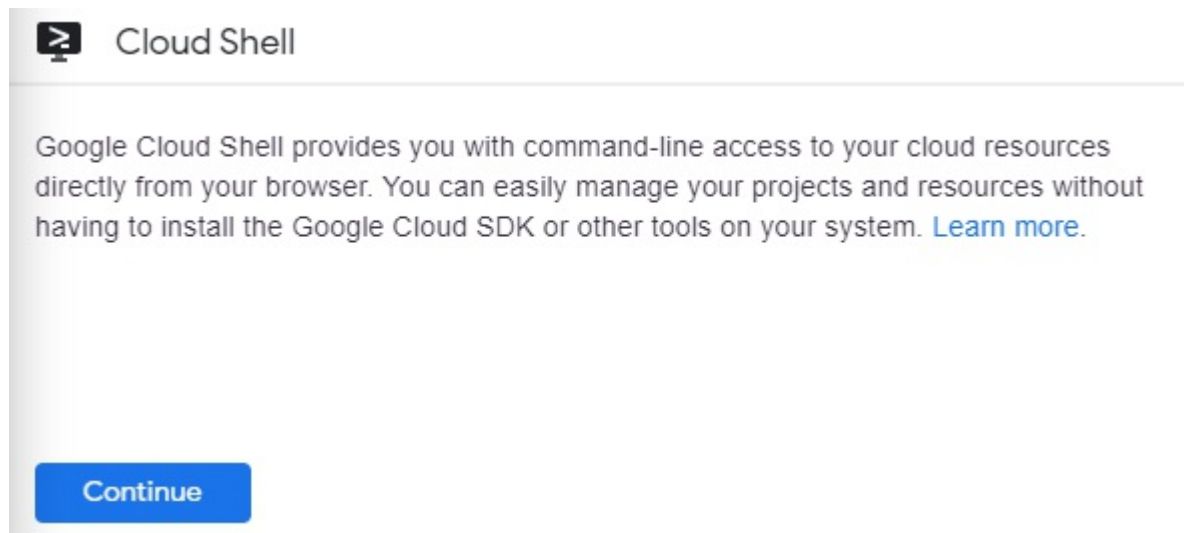 Cloud Shell
Google Cloud Shell provides you with command-line access to your cloud resources
directly from your browser. You can easily manage your projects and resources without
having to install the Google Cloud SDK or other tools on your system. Learn more.
Continue